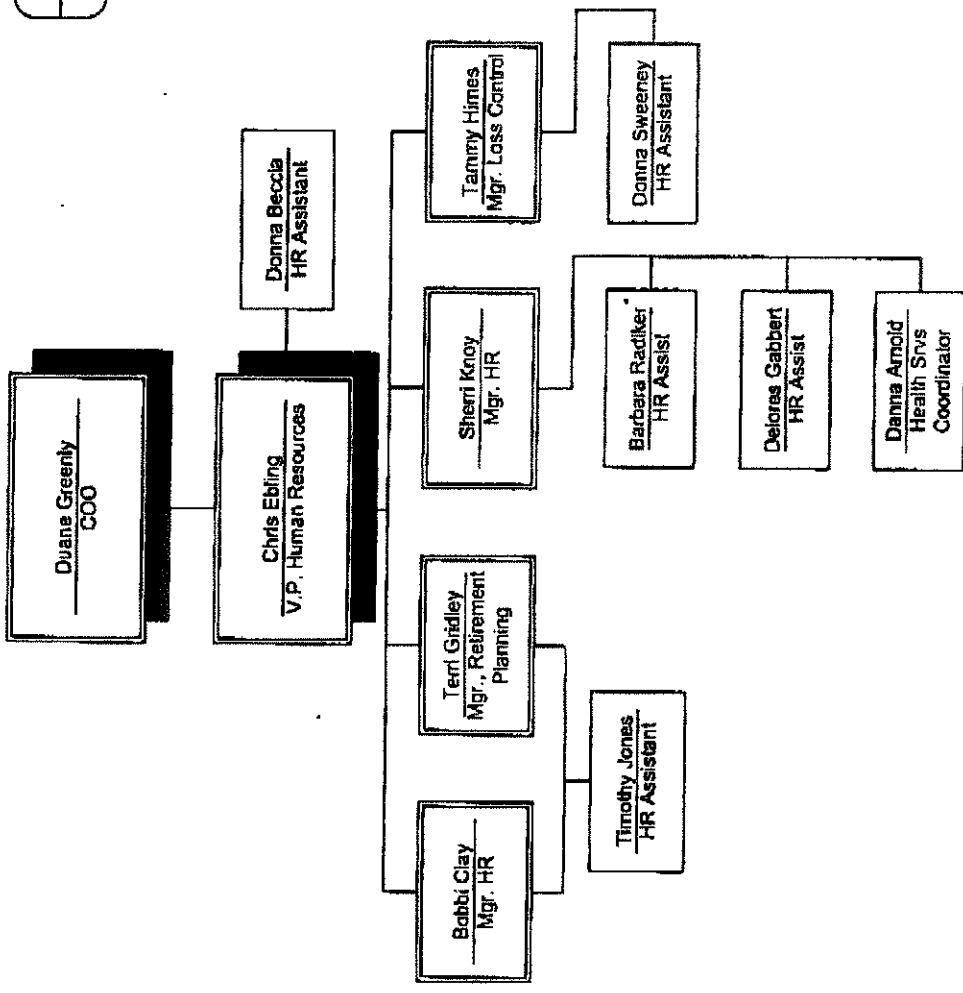 Duane Greenly
COO
Chris Ebling
V.P. Human Resources
Donna Beccia
HR Assistant
Bobbi Clay
Mgr. HR
Terri Gridley
Mgr., Retirement
Planning
Sherri Knoy
Mgr. HR
Tammy Himes
Mgr. Loss Control
Timothy Jones
HR Assistant
Barbara Radiker
HR Assist
Delores Gabbert
HR Assist
Danna Arnold
Health Srvs
Coordinator
Donna Sweeney
HR Assistant